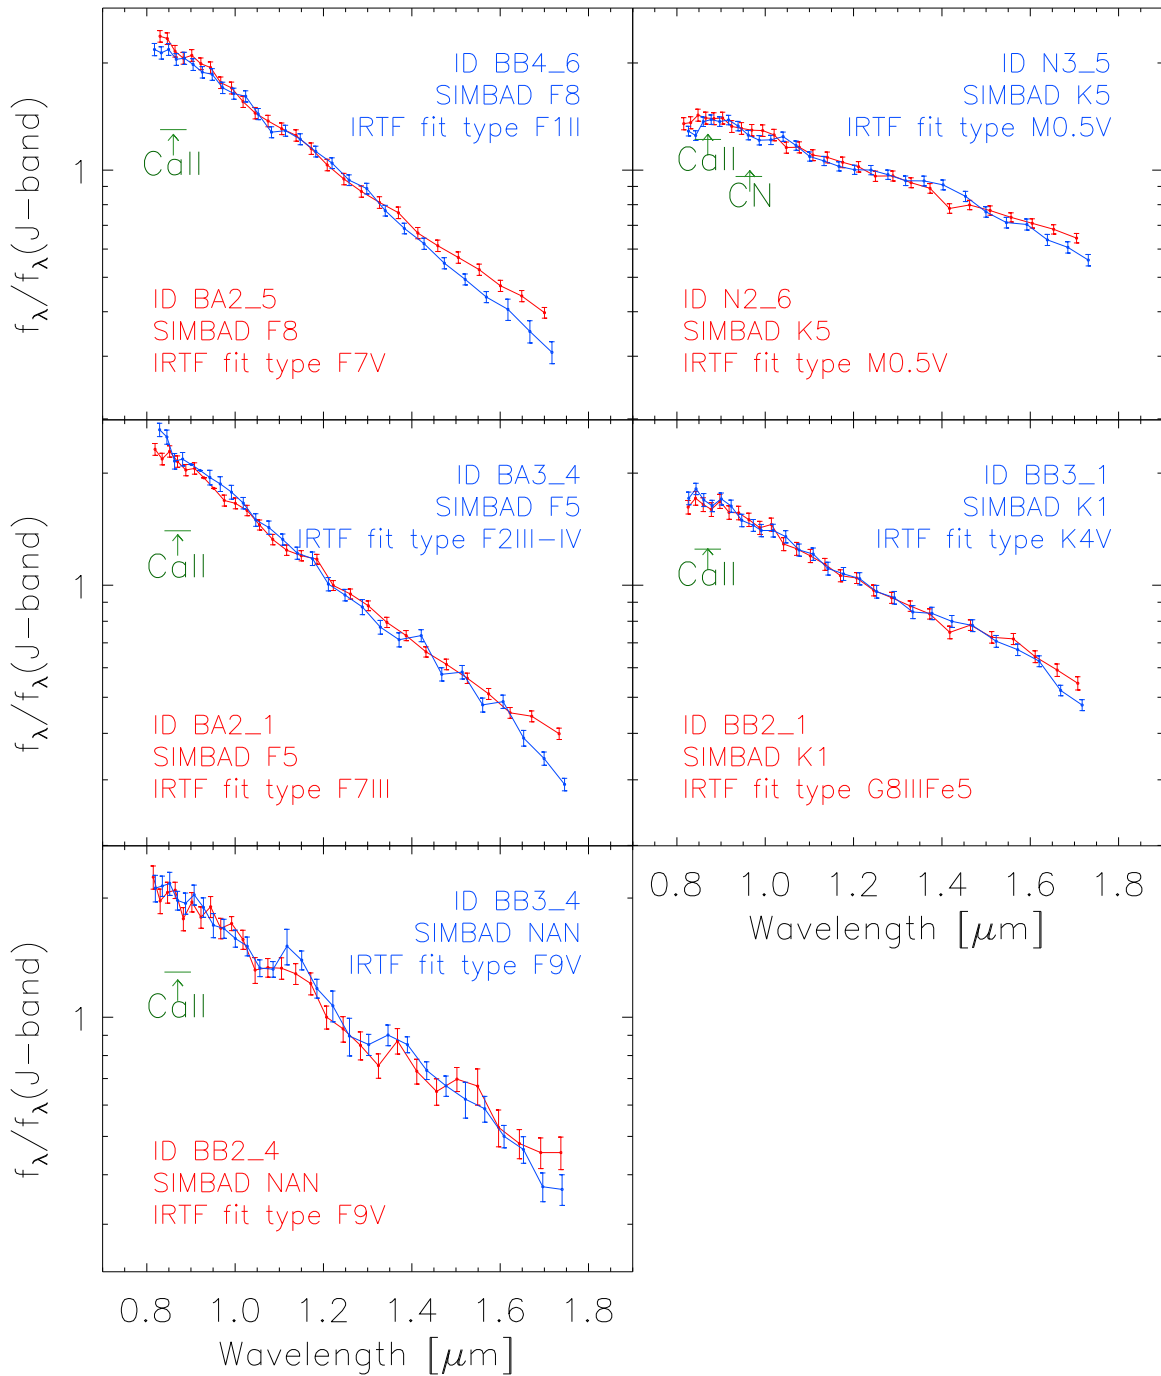 ID BB4_6
SIMBAD F8
IRTF fit type F1II
CaII
1
fλ/fλ(J-band)
ID BA2_5
SIMBAD F8
IRTF fit type F7V
ID N3_5
SIMBAD K5
IRTF fit type M0.5V
CaII
CN
ID N2_6
SIMBAD K5
IRTF fit type M0.5V
ID BA3_4
SIMBAD F5
IRTF fit type F2III-IV
CaII
1
fλ/fλ(J-band)
ID BA2_1
SIMBAD F5
IRTF fit type F7III
ID BB3_1
SIMBAD K1
IRTF fit type K4V
CaII
ID BB2_1
SIMBAD K1
IRTF fit type G8IIIFe5
0.8 1.0 1.2 1.4 1.6 1.8
Wavelength [μm]
ID BB3_4
SIMBAD NAN
IRTF fit type F9V
CaII
1
fλ/fλ(J-band)
ID BB2_4
SIMBAD NAN
IRTF fit type F9V
0.8 1.0 1.2 1.4 1.6 1.8
Wavelength [μm]